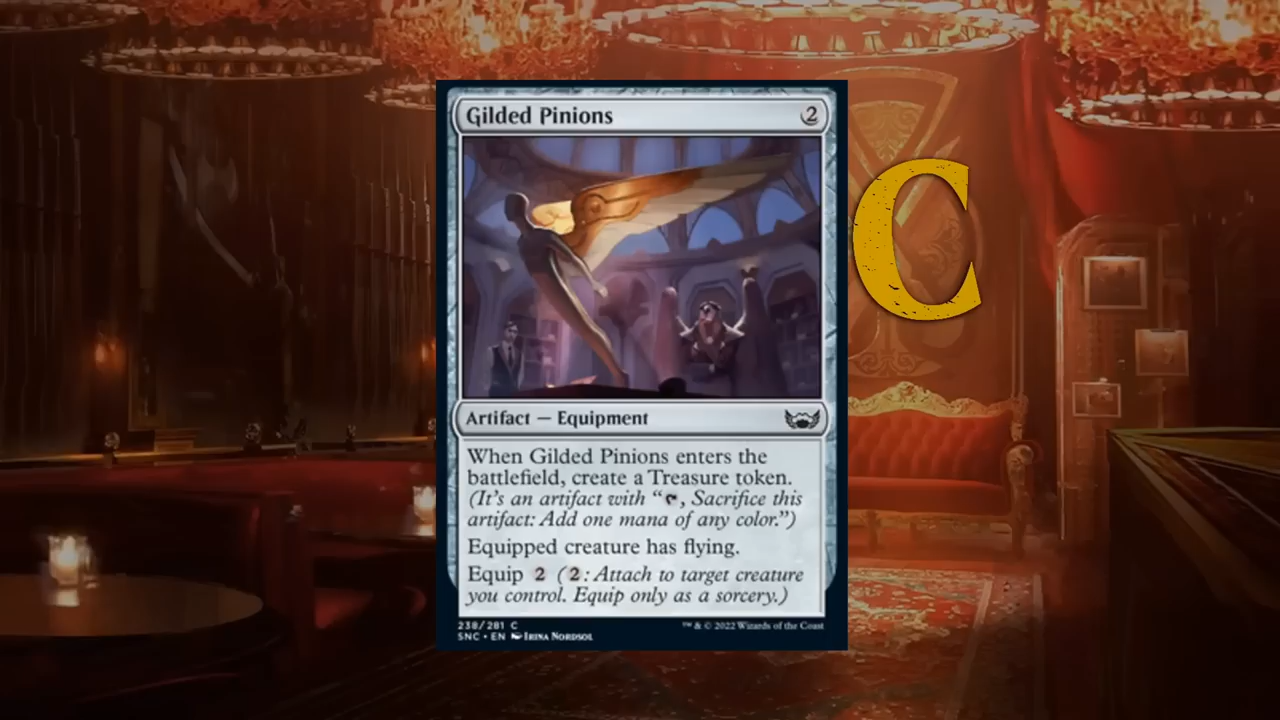 Gilded Pinions 2
C
Artifact — Equipment
When Gilded Pinions enters the
battlefield, create a Treasure token.
(It's an artifact with “, Sacrifice this
artifact: Add one mana of any color.”)
Equipped creature has flying.
Equip 2 (2: Attach to target creature
you control. Equip only as a sorcery.)
238/281 C
SNC • EN Irina Nordsol
™ & © 2022 Wizards of the Coast